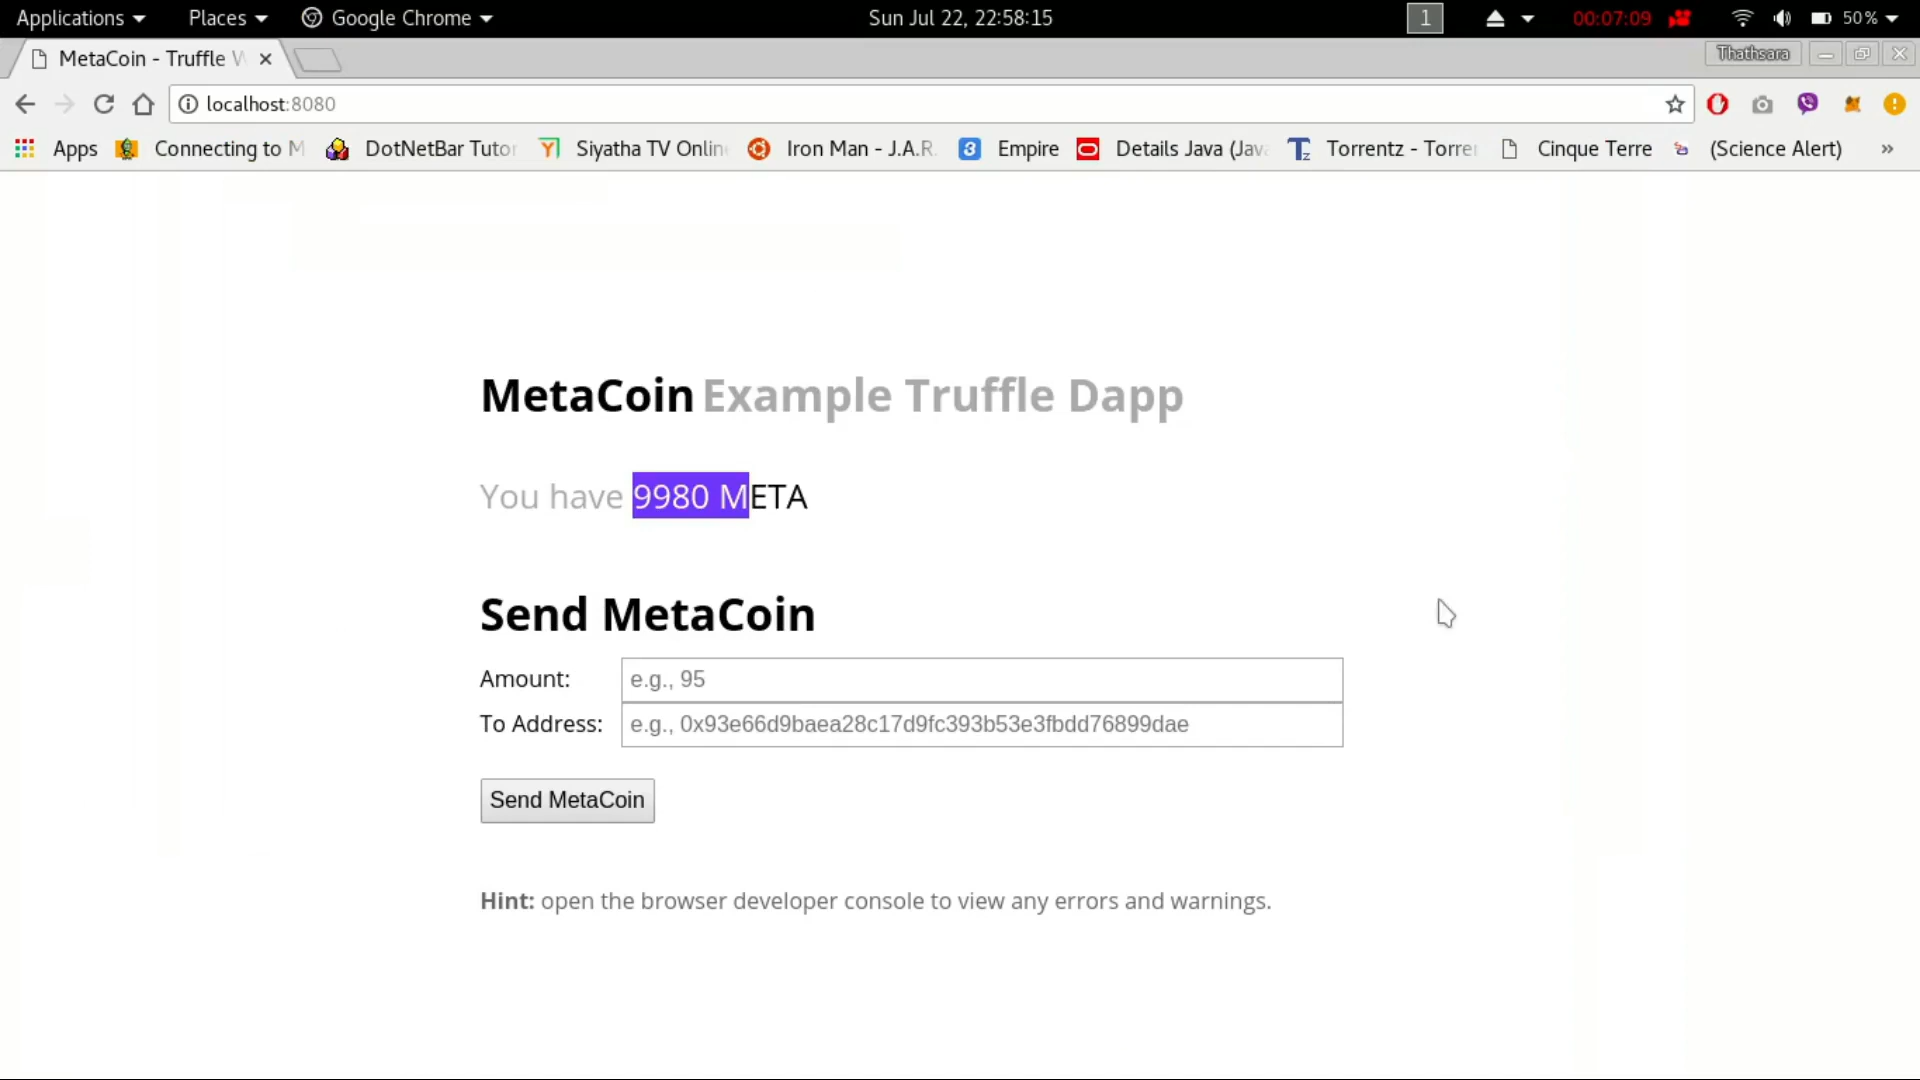 Applications Places Google Chrome Sun Jul 22, 22:58:15 1 00:07:09 50%
MetaCoin - Truffle W Thathsara
localhost:8080
Apps Connecting to M DotNetBar Tutor Siyatha TV Onlin Iron Man - J.A.R. Empire Details Java (Jav Torrentz - Torre Cinque Terre (Science Alert) »
MetaCoin Example Truffle Dapp
You have 9980 META
Send MetaCoin
Amount: e.g., 95
To Address: e.g., 0x93e66d9baea28c17d9fc393b53e3fbdd76899dae
Send MetaCoin
Hint: open the browser developer console to view any errors and warnings.